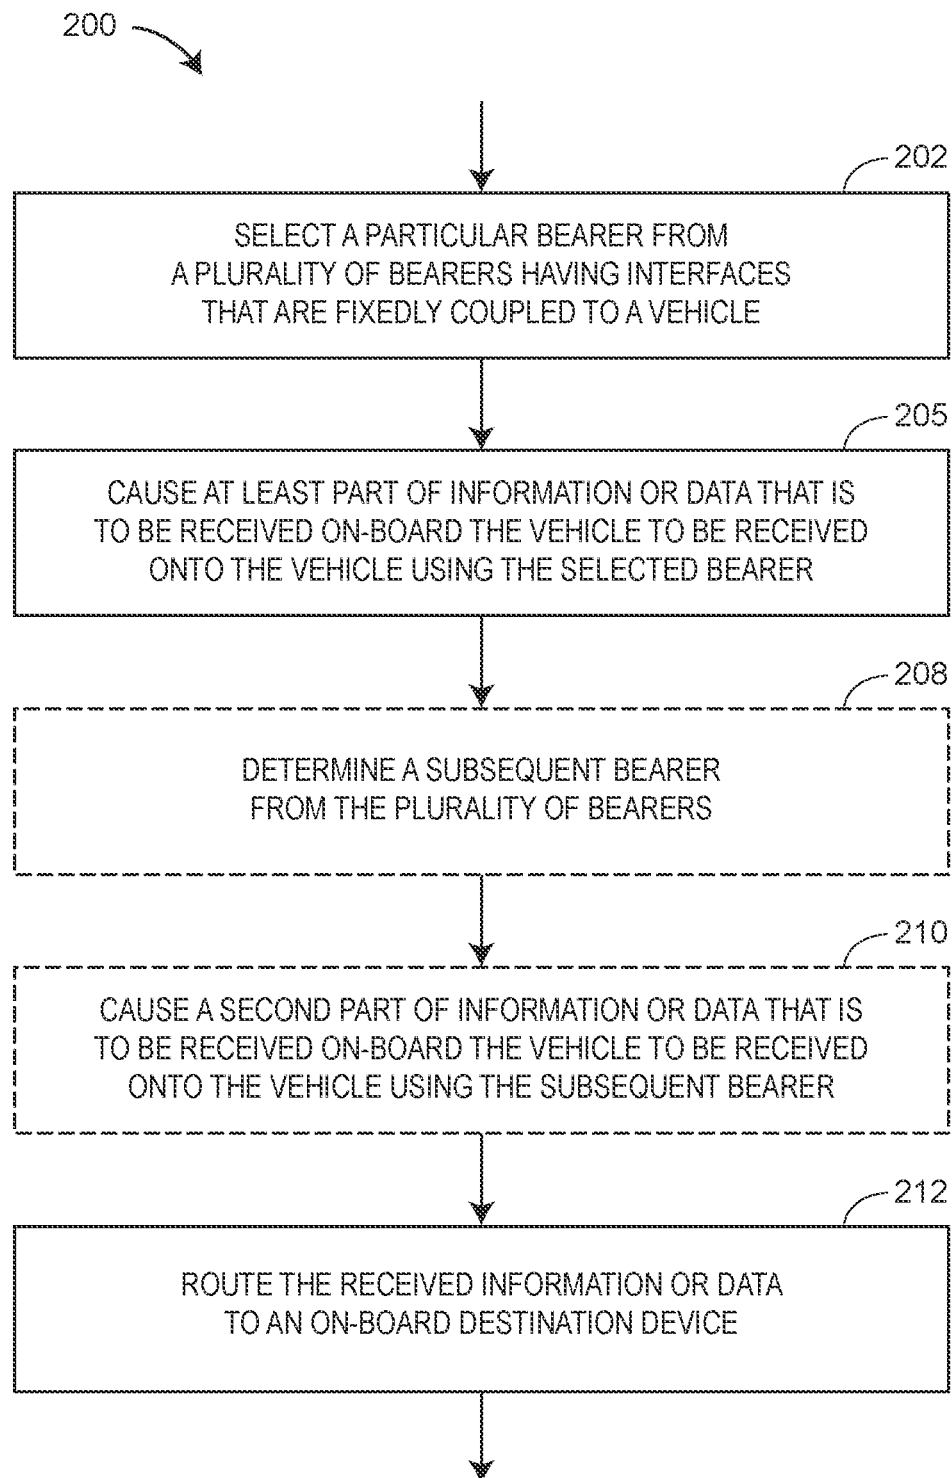 200
202
SELECT A PARTICULAR BEARER FROM
A PLURALITY OF BEARERS HAVING INTERFACES
THAT ARE FIXEDLY COUPLED TO A VEHICLE
205
CAUSE AT LEAST PART OF INFORMATION OR DATA THAT IS
TO BE RECEIVED ON-BOARD THE VEHICLE TO BE RECEIVED
ONTO THE VEHICLE USING THE SELECTED BEARER
208
DETERMINE A SUBSEQUENT BEARER
FROM THE PLURALITY OF BEARERS
210
CAUSE A SECOND PART OF INFORMATION OR DATA THAT IS
TO BE RECEIVED ON-BOARD THE VEHICLE TO BE RECEIVED
ONTO THE VEHICLE USING THE SUBSEQUENT BEARER
212
ROUTE THE RECEIVED INFORMATION OR DATA
TO AN ON-BOARD DESTINATION DEVICE